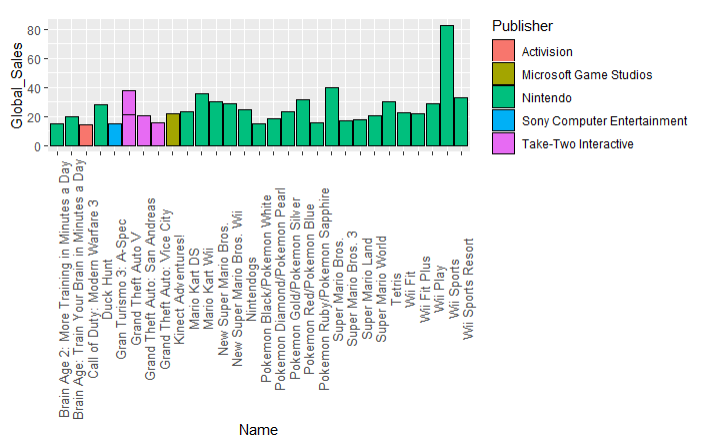 Global_Sales
80
60
40
20
0
Brain Age 2: More Training in Minutes a Day
Brain Age: Train Your Brain in Minutes a Day
Call of Duty: Modern Warfare 3
Duck Hunt
Gran Turismo 3: A-Spec
Grand Theft Auto V
Grand Theft Auto: San Andreas
Grand Theft Auto: Vice City
Kinect Adventures!
Mario Kart DS
Mario Kart Wii
New Super Mario Bros.
New Super Mario Bros. Wii
Nintendogs
Pokemon Black/Pokemon White
Pokemon Diamond/Pokemon Pearl
Pokemon Gold/Pokemon Silver
Pokemon Red/Pokemon Blue
Pokemon Ruby/Pokemon Sapphire
Super Mario Bros.
Super Mario Bros. 3
Super Mario Land
Super Mario World
Tetris
Wii Fit
Wii Fit Plus
Wii Play
Wii Sports
Wii Sports Resort
Name
Publisher
Activision
Microsoft Game Studios
Nintendo
Sony Computer Entertainment
Take-Two Interactive